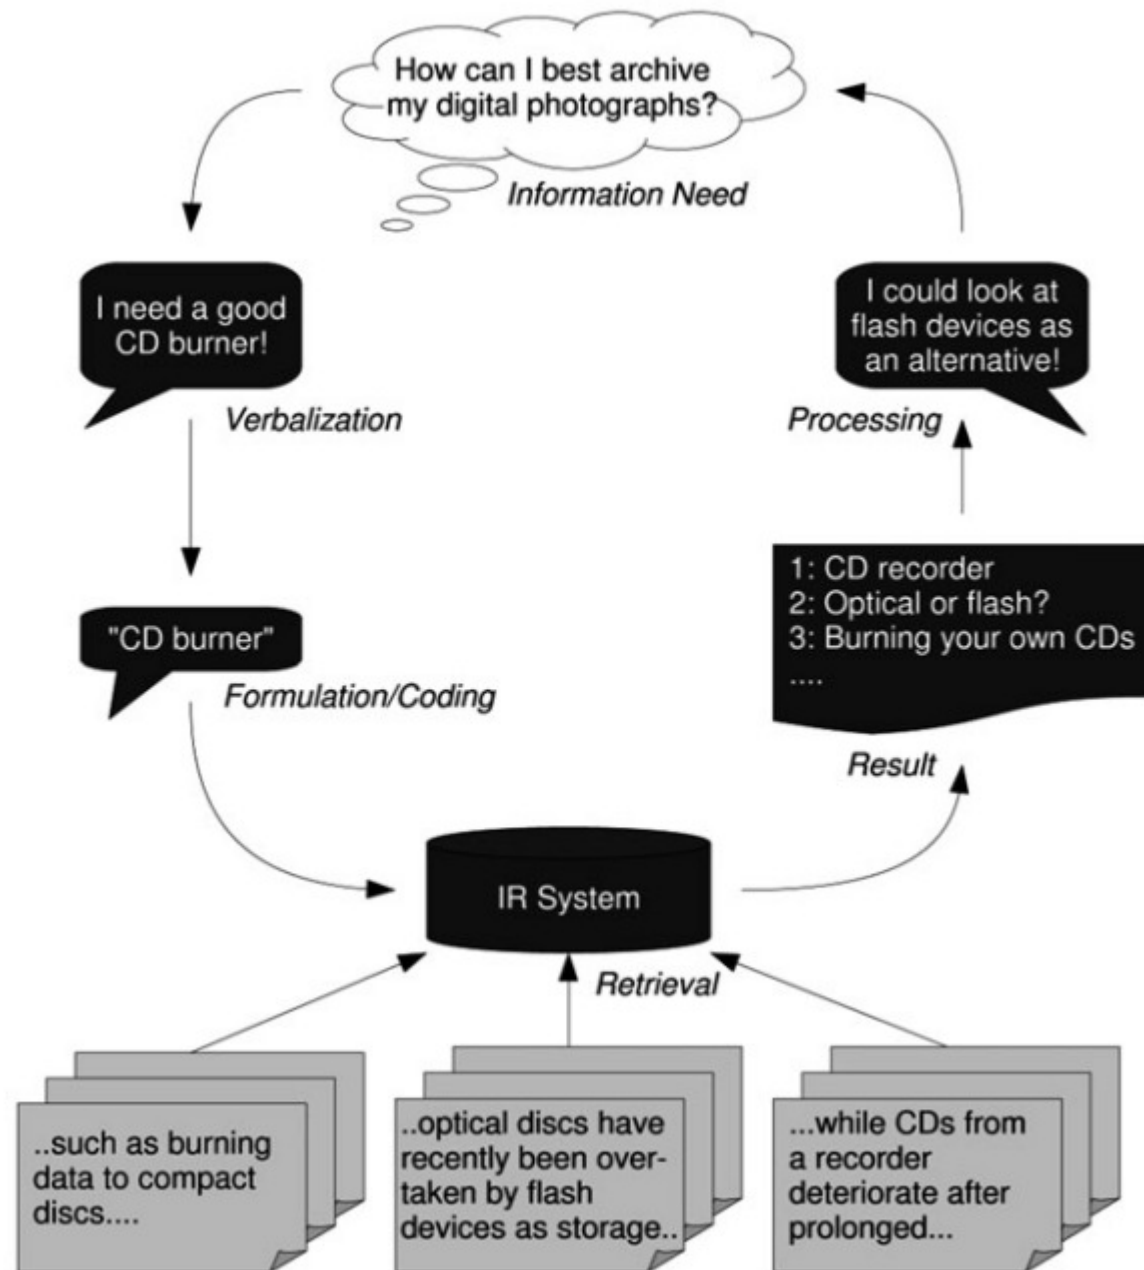 How can I best archive
my digital photographs?
Information Need
I need a good
CD burner!
Verbalization
"CD burner"
Formulation/Coding
IR System
Retrieval
..such as burning
data to compact
discs....
..optical discs have
recently been over-
taken by flash
devices as storage..
...while CDs from
a recorder
deteriorate after
prolonged...
1: CD recorder
2: Optical or flash?
3: Burning your own CDs
....
Result
I could look at
flash devices as
an alternative!
Processing